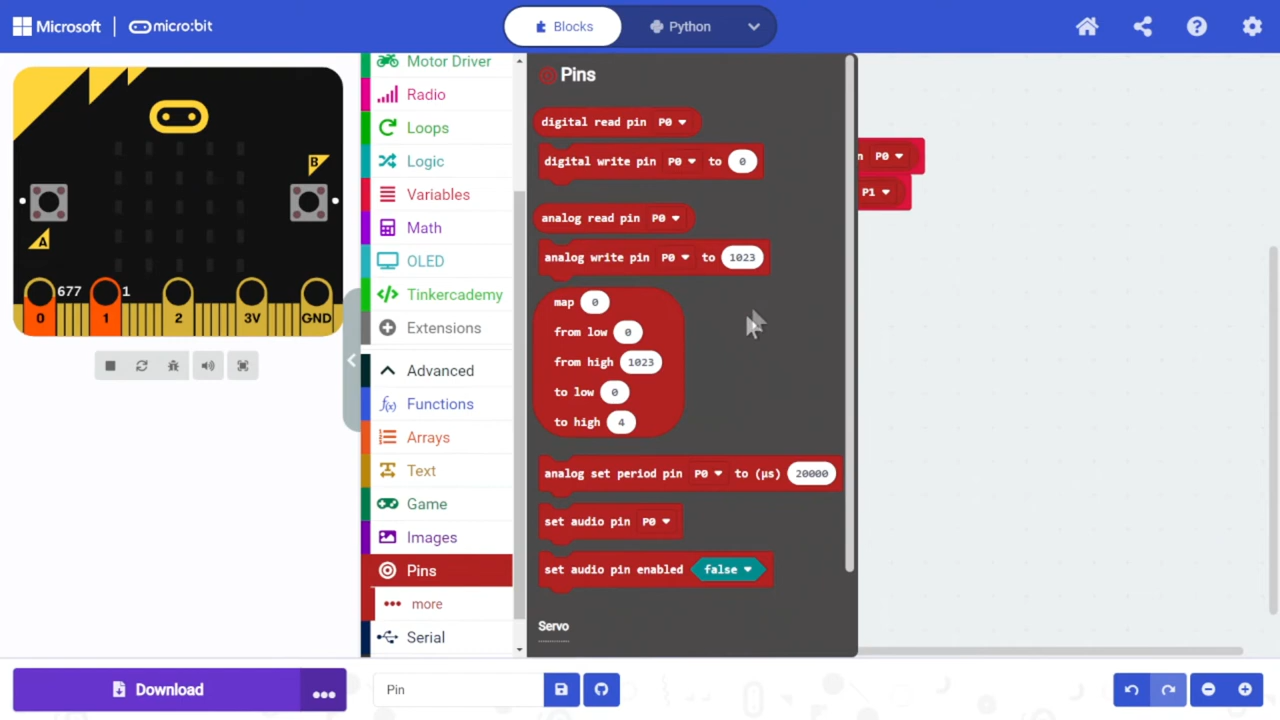 Microsoft
micro:bit
Blocks
Python
B
A
677
1
0
1
2
3V
GND
Motor Driver
Radio
Loops
Logic
Variables
Math
OLED
Tinkercademy
Extensions
Advanced
Functions
Arrays
Text
Game
Images
Pins
more
Serial
Pins
digital read pin P0
digital write pin P0 to 0
analog read pin P0
analog write pin P0 to 1023
map 0
from low 0
from high 1023
to low 0
to high 4
analog set period pin P0 to (µs) 20000
set audio pin P0
set audio pin enabled false
Servo
n P0
P1
Download
Pin